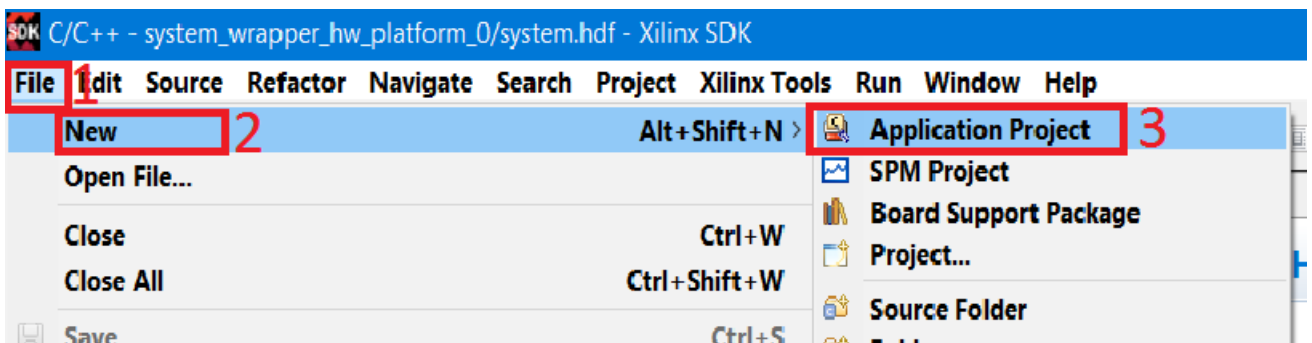 SDK C/C++ - system_wrapper_hw_platform_0/system.hdf - Xilinx SDK
File 1 Edit Source Refactor Navigate Search Project Xilinx Tools Run Window Help
New 2 Alt+Shift+N > Application Project 3
Open File... SPM Project
Board Support Package
Close Ctrl+W
Project...
Close All Ctrl+Shift+W
Source Folder
Save Ctrl+S